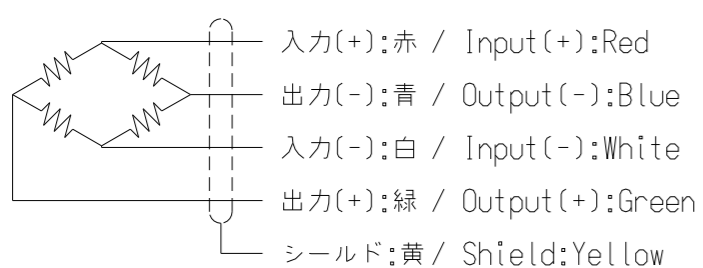 入力(+):赤 / Input(+):Red
出力(-):青 / Output(-):Blue
入力(-):白 / Input(-):White
出力(+):緑 / Output(+):Green
シールド:黄 / Shield:Yellow